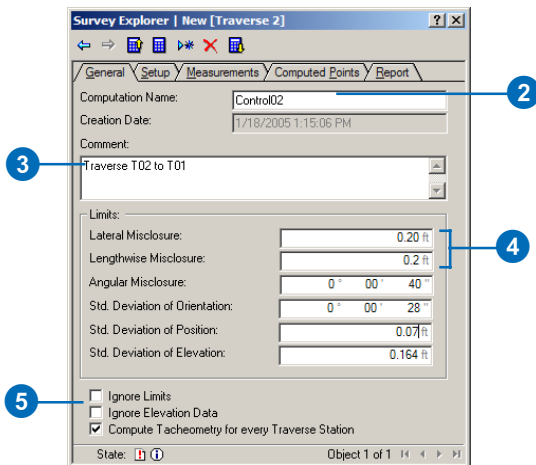 Survey Explorer | New [Traverse 2]
General Setup Measurements Computed Points Report
Computation Name: Control02
2
Creation Date: 1/18/2005 1:15:06 PM
Comment:
3
Traverse T02 to T01
Limits:
Lateral Misclosure: 0.20 ft
4
Lengthwise Misclosure: 0.2 ft
Angular Misclosure: 0 ° 00 ' 40 "
Std. Deviation of Orientation: 0 ° 00 ' 28 "
Std. Deviation of Position: 0.07 ft
Std. Deviation of Elevation: 0.164 ft
5
Ignore Limits
Ignore Elevation Data
Compute Tacheometry for every Traverse Station
State: Object 1 of 1